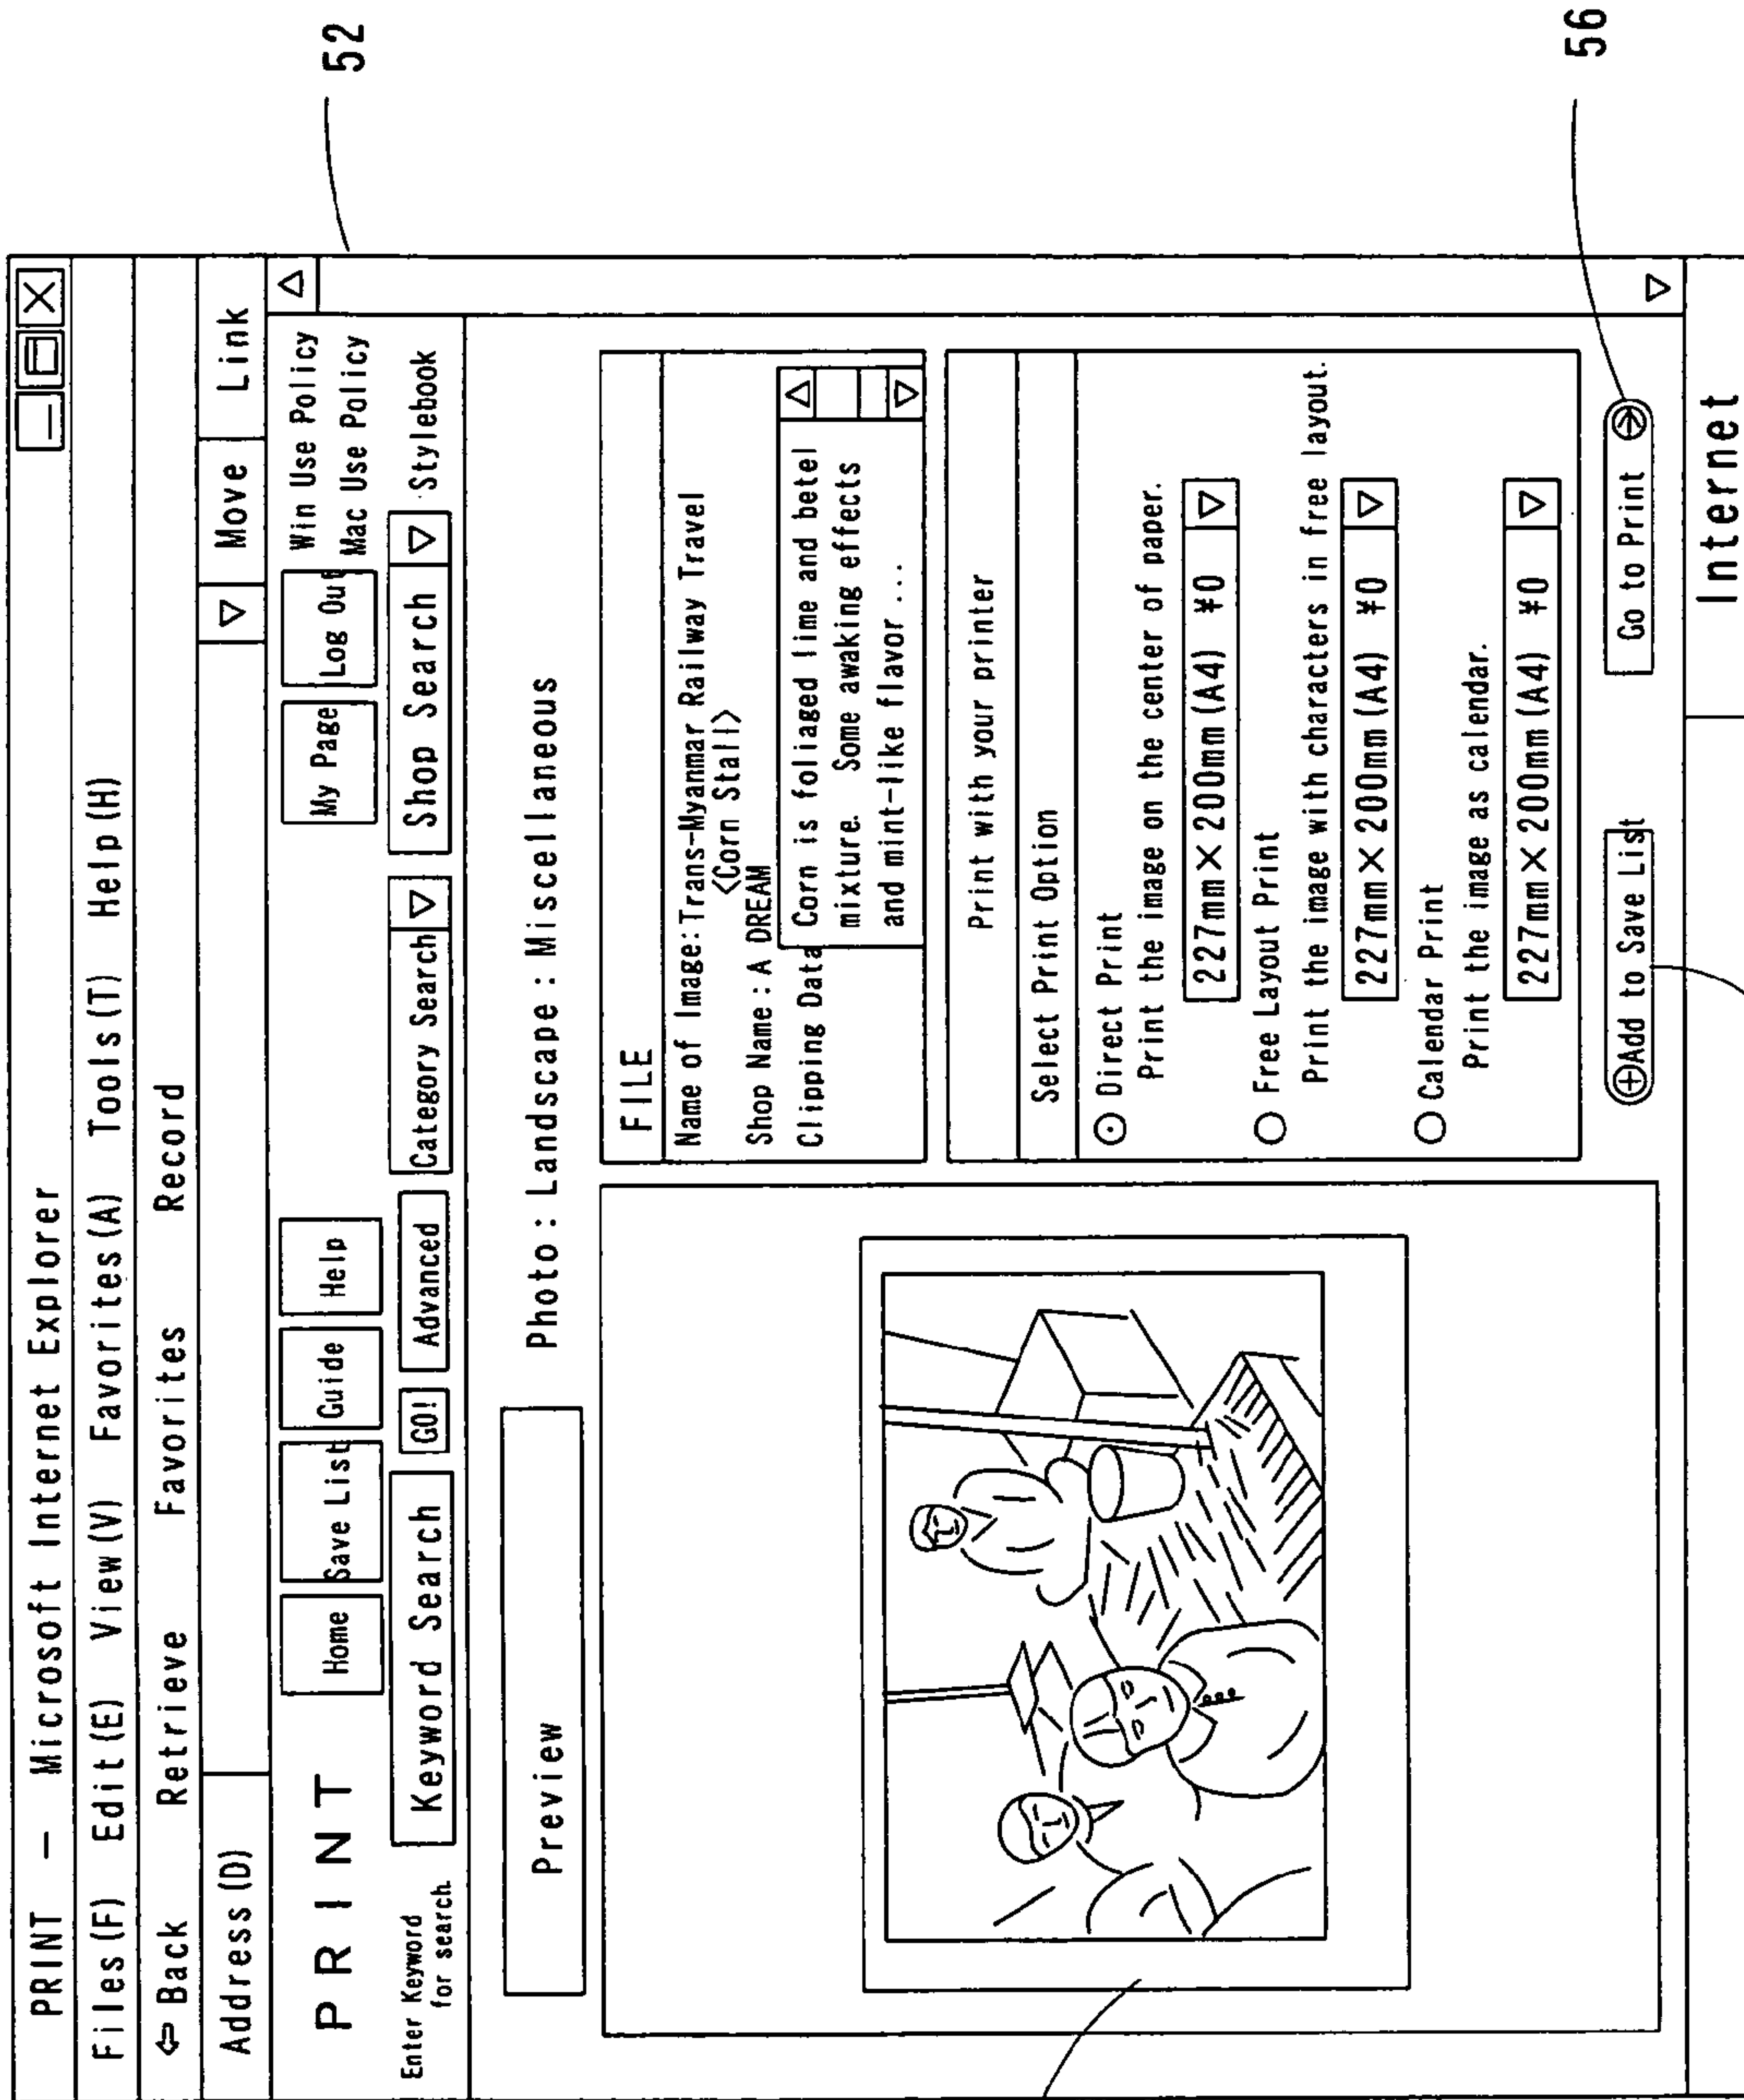 PRINT — Microsoft Internet Explorer
Files(F) Edit(E) View(V) Favorites(A) Tools(T) Help(H)
⇦ Back Retrieve Favorites Record
Address(D) ▽ Move Link
52
PRINT Home Save List Guide Help My Page Log Out Win Use Policy
Mac Use Policy
Enter Keyword
for search.
Keyword Search GO! Advanced Category Search ▽ Shop Search ▽ Stylebook
Preview
Photo : Landscape : Miscellaneous
FILE
Name of Image:Trans-Myanmar Railway Travel
<Corn Stall>
Shop Name : A DREAM
Clipping Data
Corn is foliaged lime and betel
mixture. Some awaking effects
and mint-like flavor ...
Print with your printer
Select Print Option
Direct Print
Print the image on the center of paper.
227mm×200mm(A4) ¥0 ▽
Free Layout Print
Print the image with characters in free layout.
227mm×200mm(A4) ¥0 ▽
Calendar Print
Print the image as calendar.
227mm×200mm(A4) ¥0 ▽
⊕Add to Save List Go to Print
56
Internet